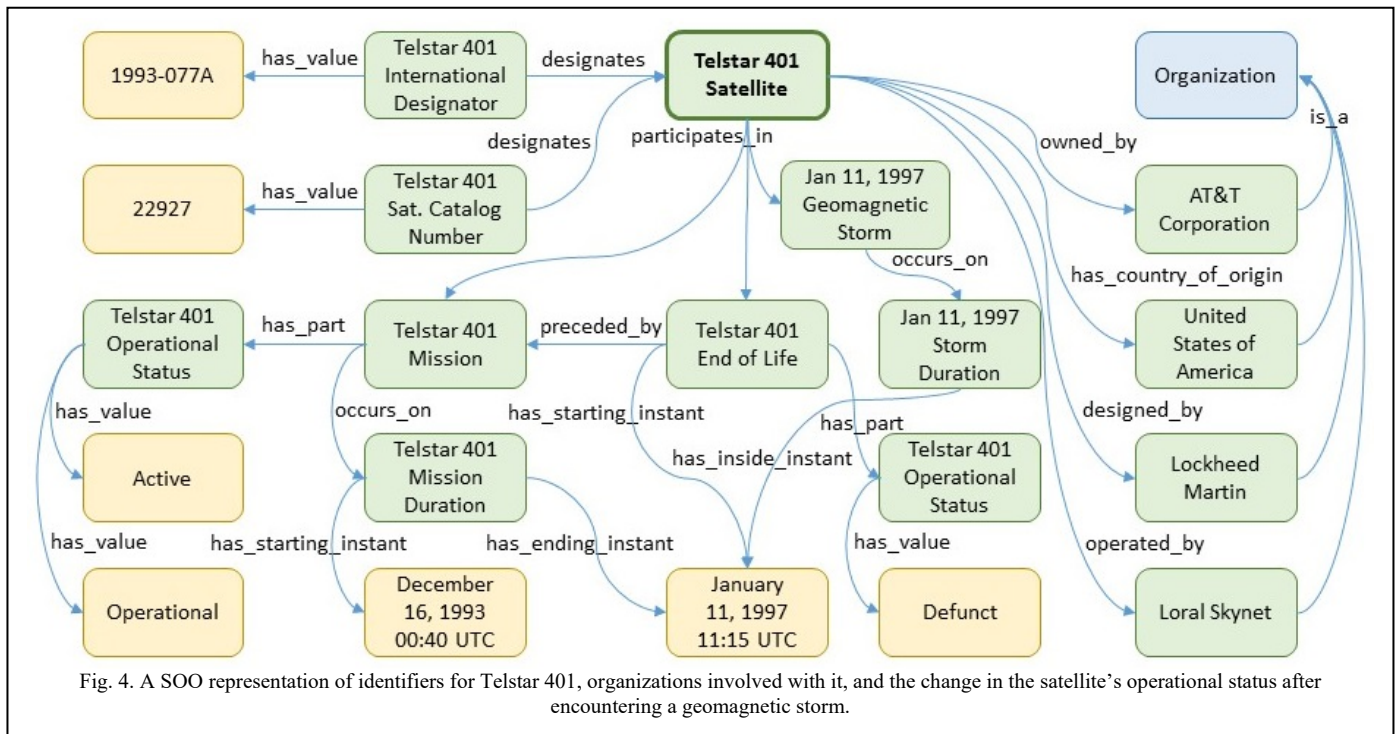 1993-077A
has_value
Telstar 401
International
Designator
designates
Telstar 401
Satellite
Organization
is_a
designates
participates_in
owned_by
22927
has_value
Telstar 401
Sat. Catalog
Number
Jan 11, 1997
Geomagnetic
Storm
AT&T
Corporation
occurs_on
has_country_of_origin
Telstar 401
Operational
Status
has_part
Telstar 401
Mission
preceded_by
Telstar 401
End of Life
Jan 11, 1997
Storm
Duration
United
States of
America
has_value
occurs_on
has_starting_instant
has_part
designed_by
Active
Telstar 401
Mission
Duration
has_inside_instant
Telstar 401
Operational
Status
Lockheed
Martin
has_value
has_starting_instant
has_ending_instant
has_value
operated_by
Operational
December
16, 1993
00:40 UTC
January
11, 1997
11:15 UTC
Defunct
Loral Skynet
Fig. 4. A SOO representation of identifiers for Telstar 401, organizations involved with it, and the change in the satellite’s operational status after
encountering a geomagnetic storm.